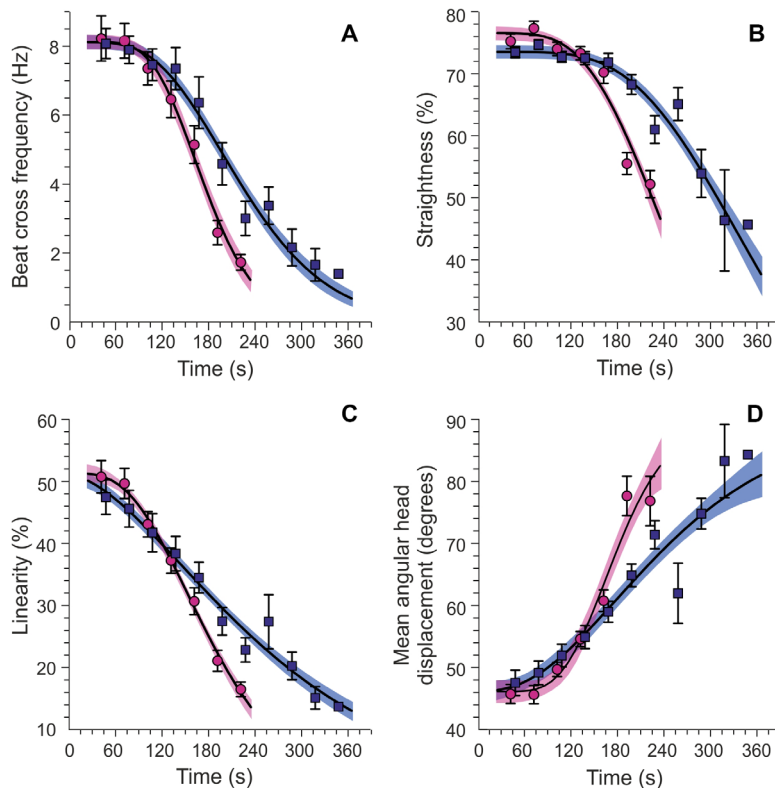 A
Beat cross frequency (Hz)
8
6
4
2
0
0 60 120 180 240 300 360
Time (s)
B
Straightness (%)
80
70
60
50
40
30
0 60 120 180 240 300 360
Time (s)
C
Linearity (%)
60
50
40
30
20
10
0 60 120 180 240 300 360
Time (s)
D
Mean angular head
displacement (degrees)
90
80
70
60
50
40
0 60 120 180 240 300 360
Time (s)